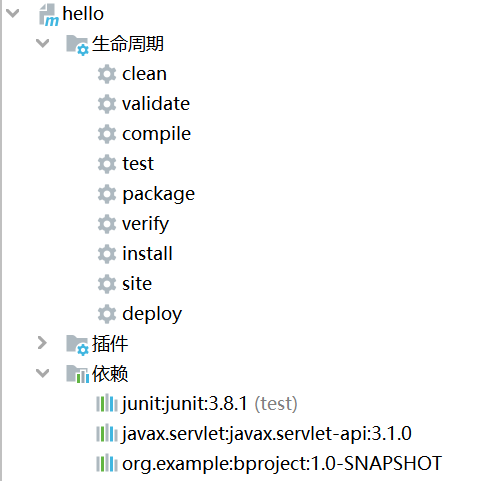 hello
生命周期
clean
validate
compile
test
package
verify
install
site
deploy
插件
依赖
junit:junit:3.8.1 (test)
javax.servlet:javax.servlet-api:3.1.0
org.example:bproject:1.0-SNAPSHOT